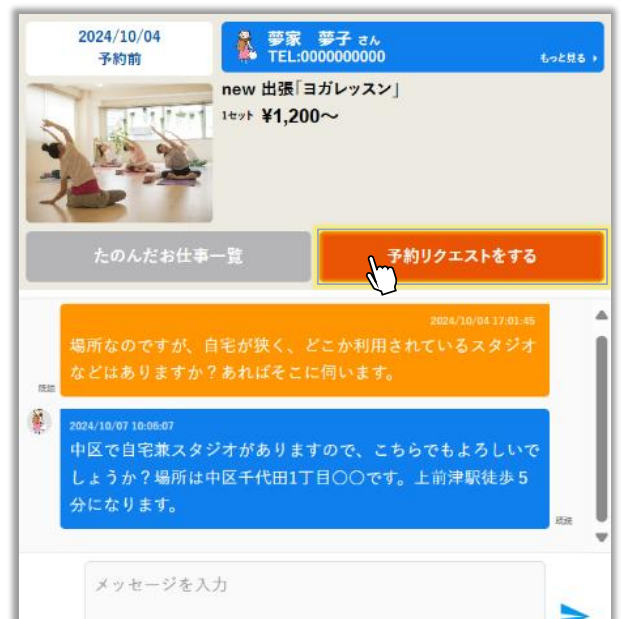 2024/10/04
予約前
夢家 夢子 さん
TEL:0000000000
もっと見る
new 出張「ヨガレッスン」
1セット ¥1,200～
たのんだお仕事一覧
予約リクエストをする
2024/10/04 17:01:45
場所なのですが、自宅が狭く、どこか利用されているスタジオ
などはありますか？あればそこに伺います。
既読
2024/10/07 10:06:07
中区で自宅兼スタジオがありますので、こちらでもよろしいで
しょうか？場所は中区千代田1丁目〇〇です。上前津駅徒歩５
分になります。
既読
メッセージを入力